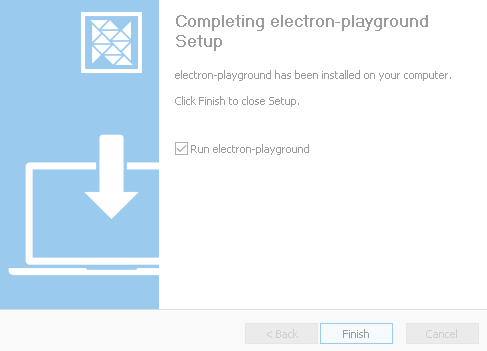 Completing electron-playground
Setup
electron-playground has been installed on your computer.
Click Finish to close Setup.
Run electron-playground
< Back
Finish
Cancel